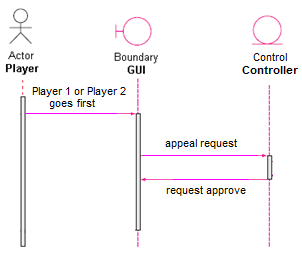 Actor Boundary Control
Player GUI Controller
Player 1 or Player 2
goes first
appeal request
request approve